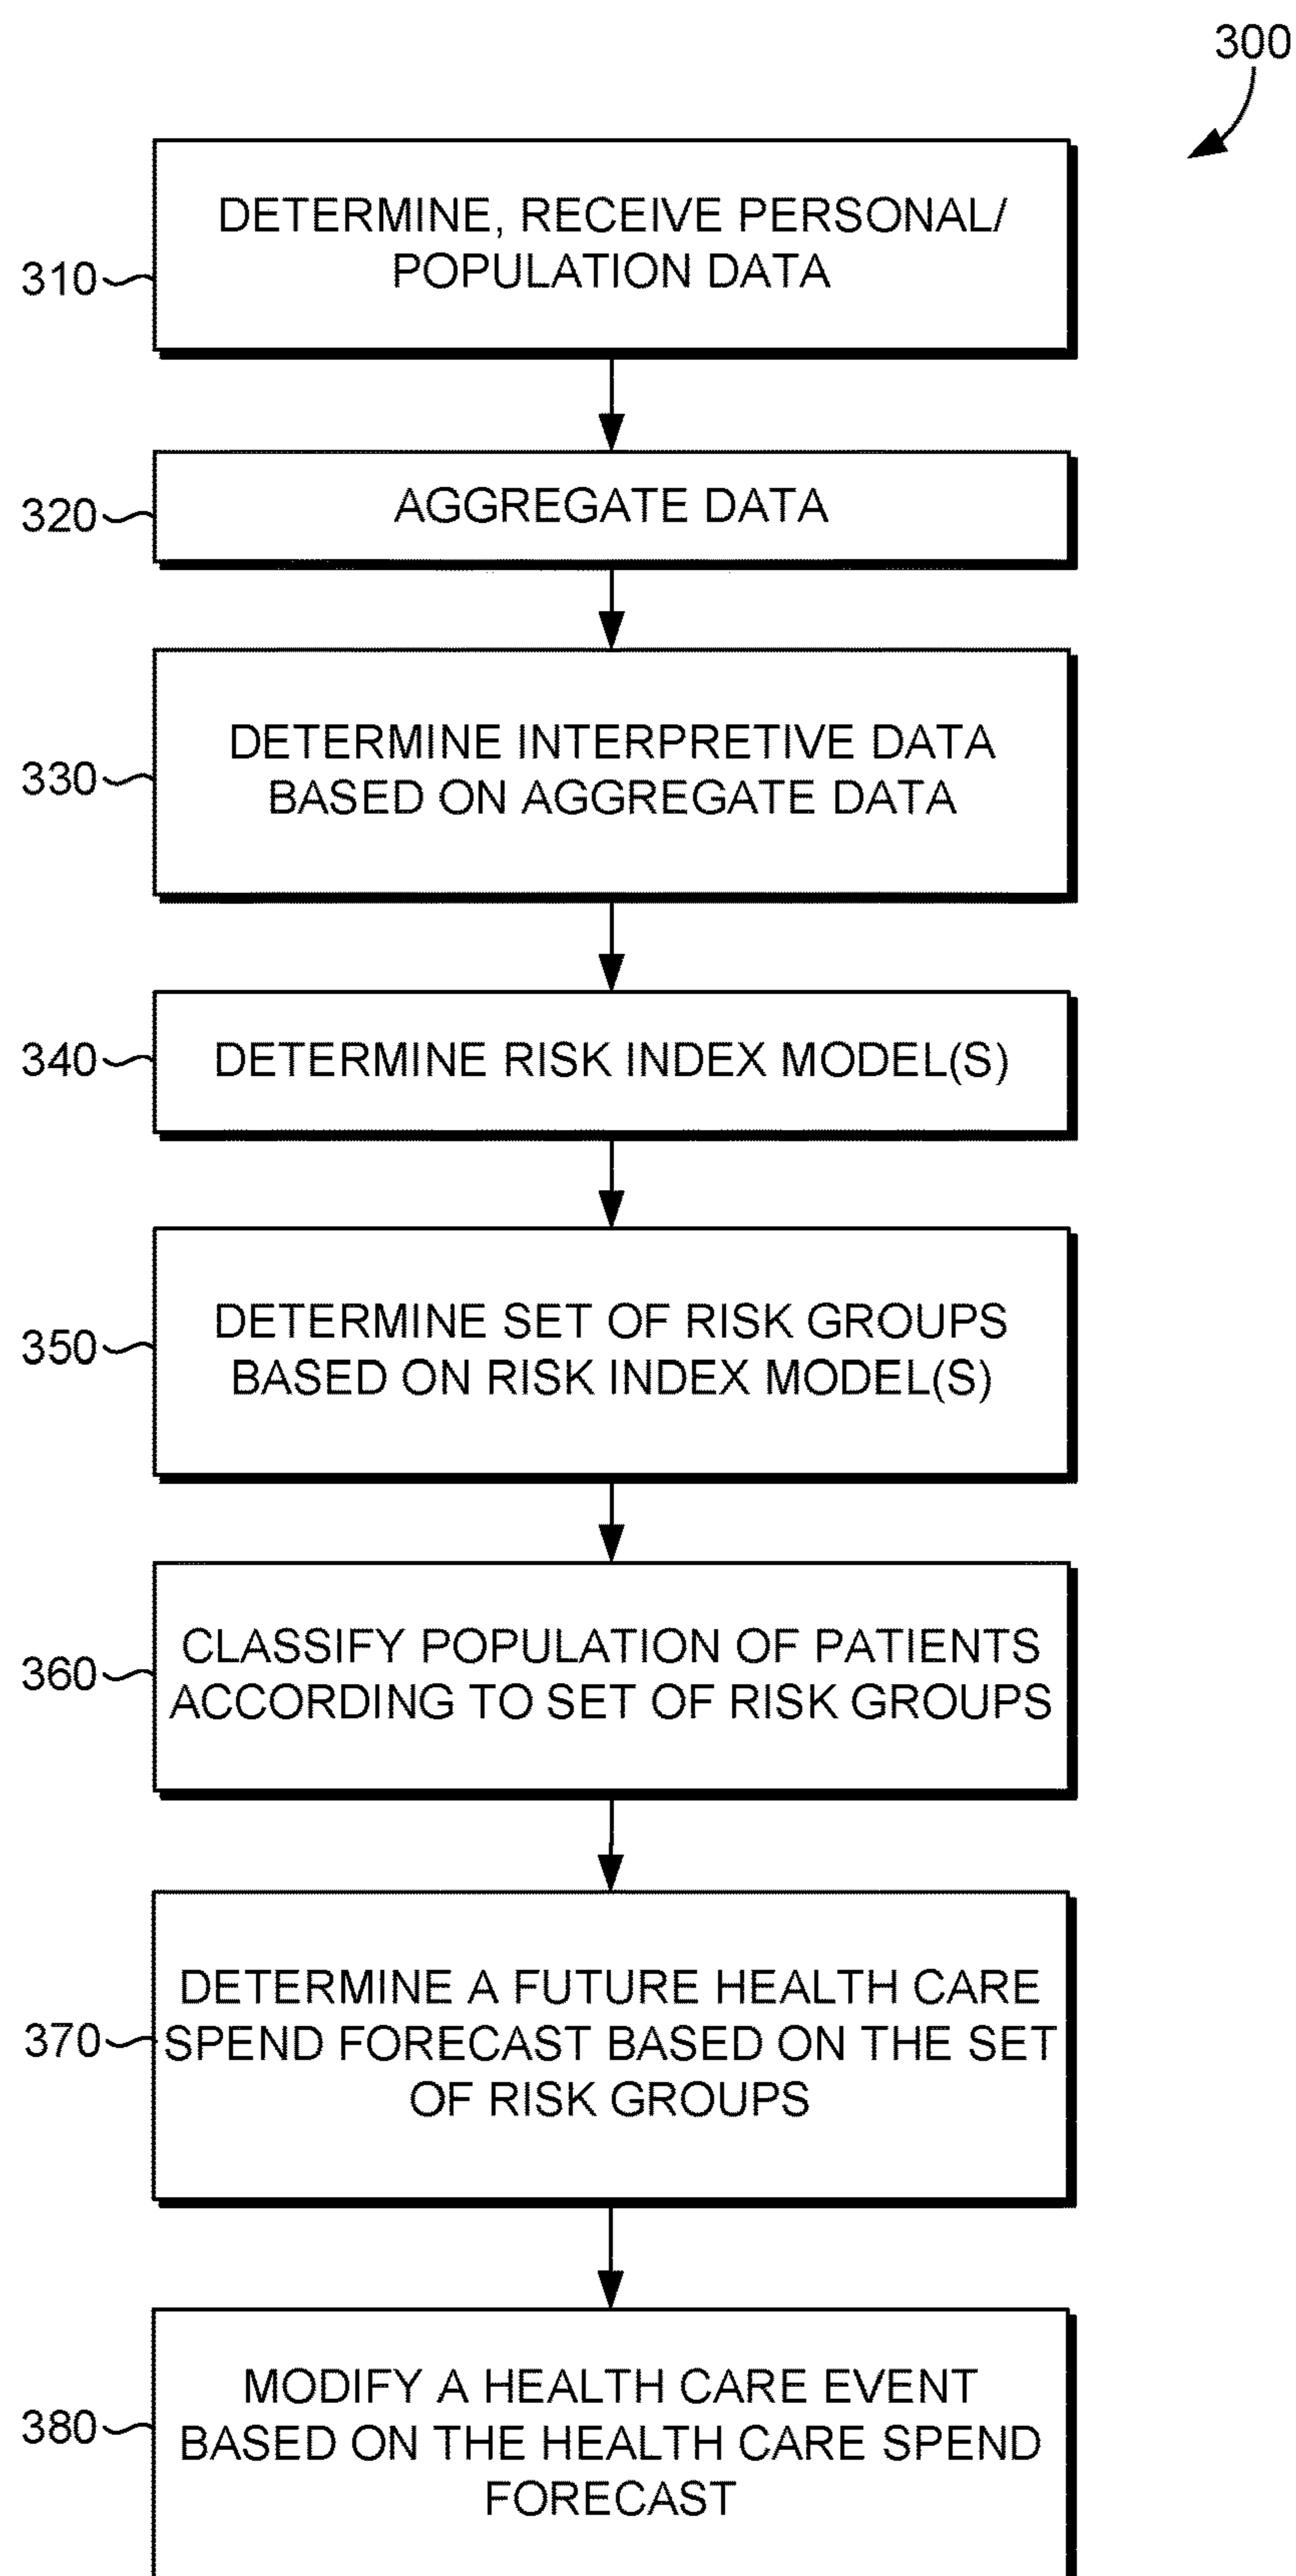 300
DETERMINE, RECEIVE PERSONAL/
POPULATION DATA
310
AGGREGATE DATA
320
DETERMINE INTERPRETIVE DATA
BASED ON AGGREGATE DATA
330
DETERMINE RISK INDEX MODEL(S)
340
DETERMINE SET OF RISK GROUPS
BASED ON RISK INDEX MODEL(S)
350
CLASSIFY POPULATION OF PATIENTS
ACCORDING TO SET OF RISK GROUPS
360
DETERMINE A FUTURE HEALTH CARE
SPEND FORECAST BASED ON THE SET
OF RISK GROUPS
370
MODIFY A HEALTH CARE EVENT
BASED ON THE HEALTH CARE SPEND
FORECAST
380